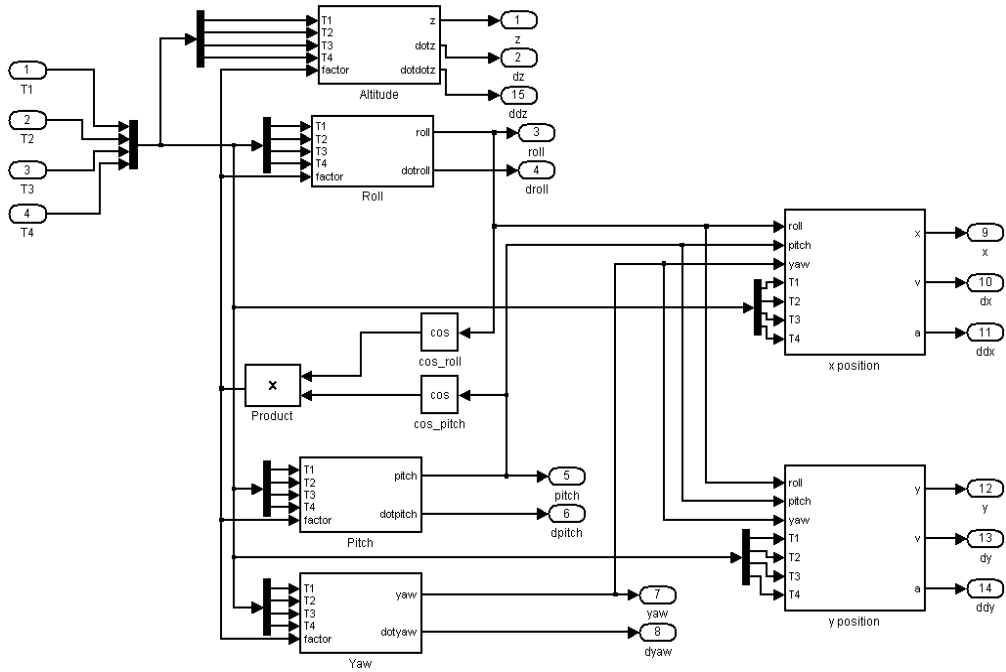 T1
T2
T3
T4
factor
z
dotz
dotdotz
Altitude
1
z
2
dz
15
ddz
1
T1
2
T2
3
T3
4
T4
T1
T2
T3
T4
factor
roll
dotroll
Roll
3
roll
4
droll
roll
pitch
yaw
T1
T2
T3
T4
x
v
a
x position
9
x
10
dx
11
ddx
cos
cos_roll
x
Product
cos
cos_pitch
T1
T2
T3
T4
factor
pitch
dotpitch
Pitch
5
pitch
6
dpitch
roll
pitch
yaw
T1
T2
T3
T4
y
v
a
y position
12
y
13
dy
14
ddy
T1
T2
T3
T4
factor
yaw
dotyaw
Yaw
7
yaw
8
dyaw